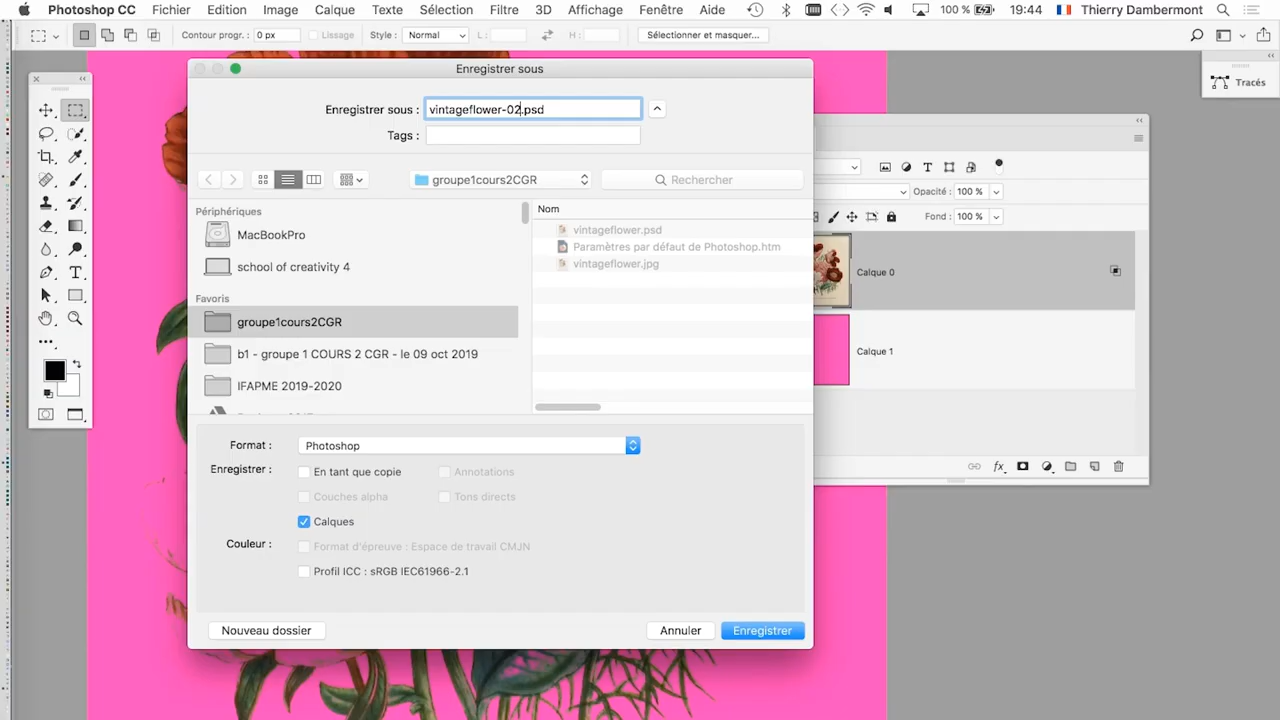 Photoshop CC Fichier Edition Image Calque Texte Sélection Filtre 3D Affichage Fenêtre Aide 100 % 19:44 Thierry Dambermont
Contour progr. : 0 px Lissage Style : Normal L : H : Sélectionner et masquer...
Enregistrer sous
Tracés
Enregistrer sous : vintageflower-02.psd
Tags :
groupe1cours2CGR Rechercher
Opacité : 100 %
Fond : 100 %
Périphériques
MacBookPro
school of creativity 4
Favoris
groupe1cours2CGR
b1 - groupe 1 COURS 2 CGR - le 09 oct 2019
IFAPME 2019-2020
Nom
vintageflower.psd
Paramètres par défaut de Photoshop.htm
vintageflower.jpg
Calque 0
Calque 1
Format : Photoshop
Enregistrer : En tant que copie Annotations
Couches alpha Tons directs
Calques
Couleur : Format d'épreuve : Espace de travail CMJN
Profil ICC : sRGB IEC61966-2.1
fx
Nouveau dossier Annuler Enregistrer